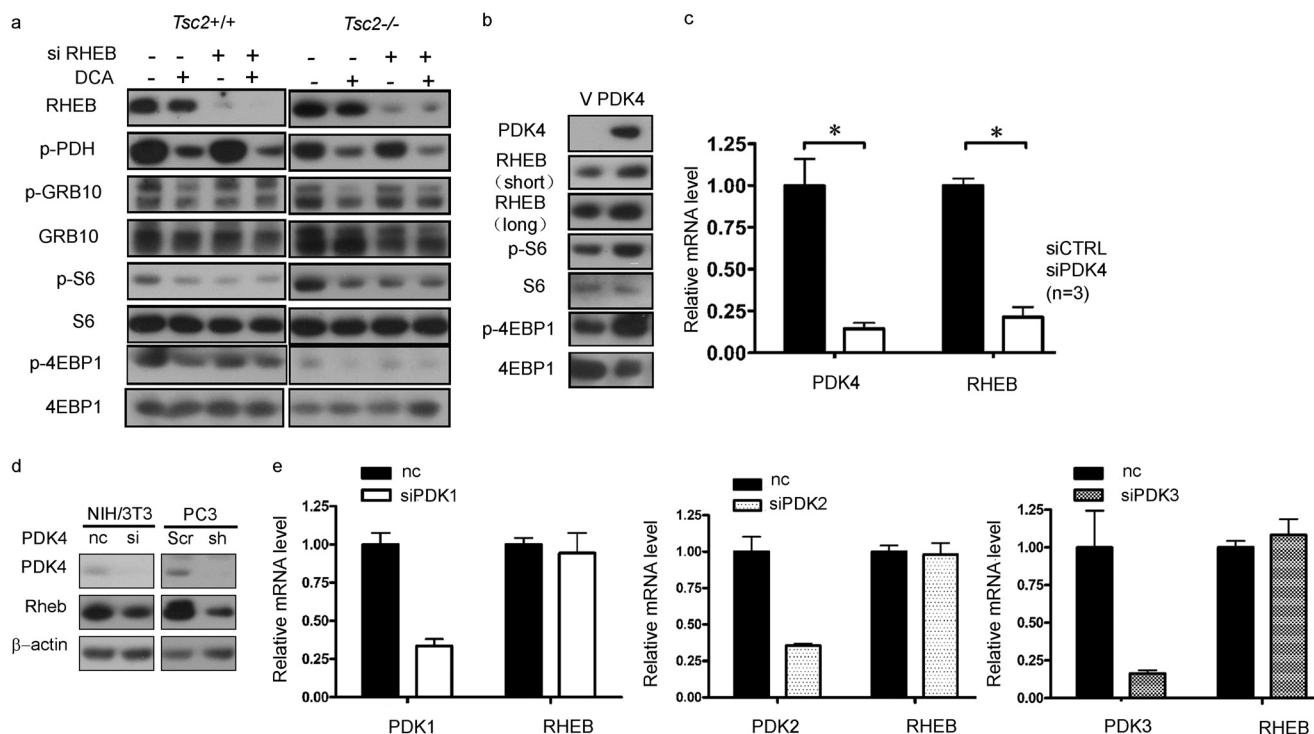 a
Tsc2+/+ Tsc2-/-
si RHEB - - + + - - + +
DCA - + - + - + - +
RHEB
p-PDH
p-GRB10
GRB10
p-S6
S6
p-4EBP1
4EBP1
b
V PDK4
PDK4
RHEB
(short)
RHEB
(long)
p-S6
S6
p-4EBP1
4EBP1
c
Relative mRNA level
1.25
1.00
0.75
0.50
0.25
0.00
* *
siCTRL
siPDK4
(n=3)
PDK4 RHEB
d
NIH/3T3 PC3
PDK4 nc si Scr sh
PDK4
Rheb
β-actin
e
nc
siPDK1
Relative mRNA level
1.25
1.00
0.75
0.50
0.25
0.00
PDK1 RHEB
nc
siPDK2
Relative mRNA level
1.25
1.00
0.75
0.50
0.25
0.00
PDK2 RHEB
nc
siPDK3
Relative mRNA level
1.25
1.00
0.75
0.50
0.25
0.00
PDK3 RHEB